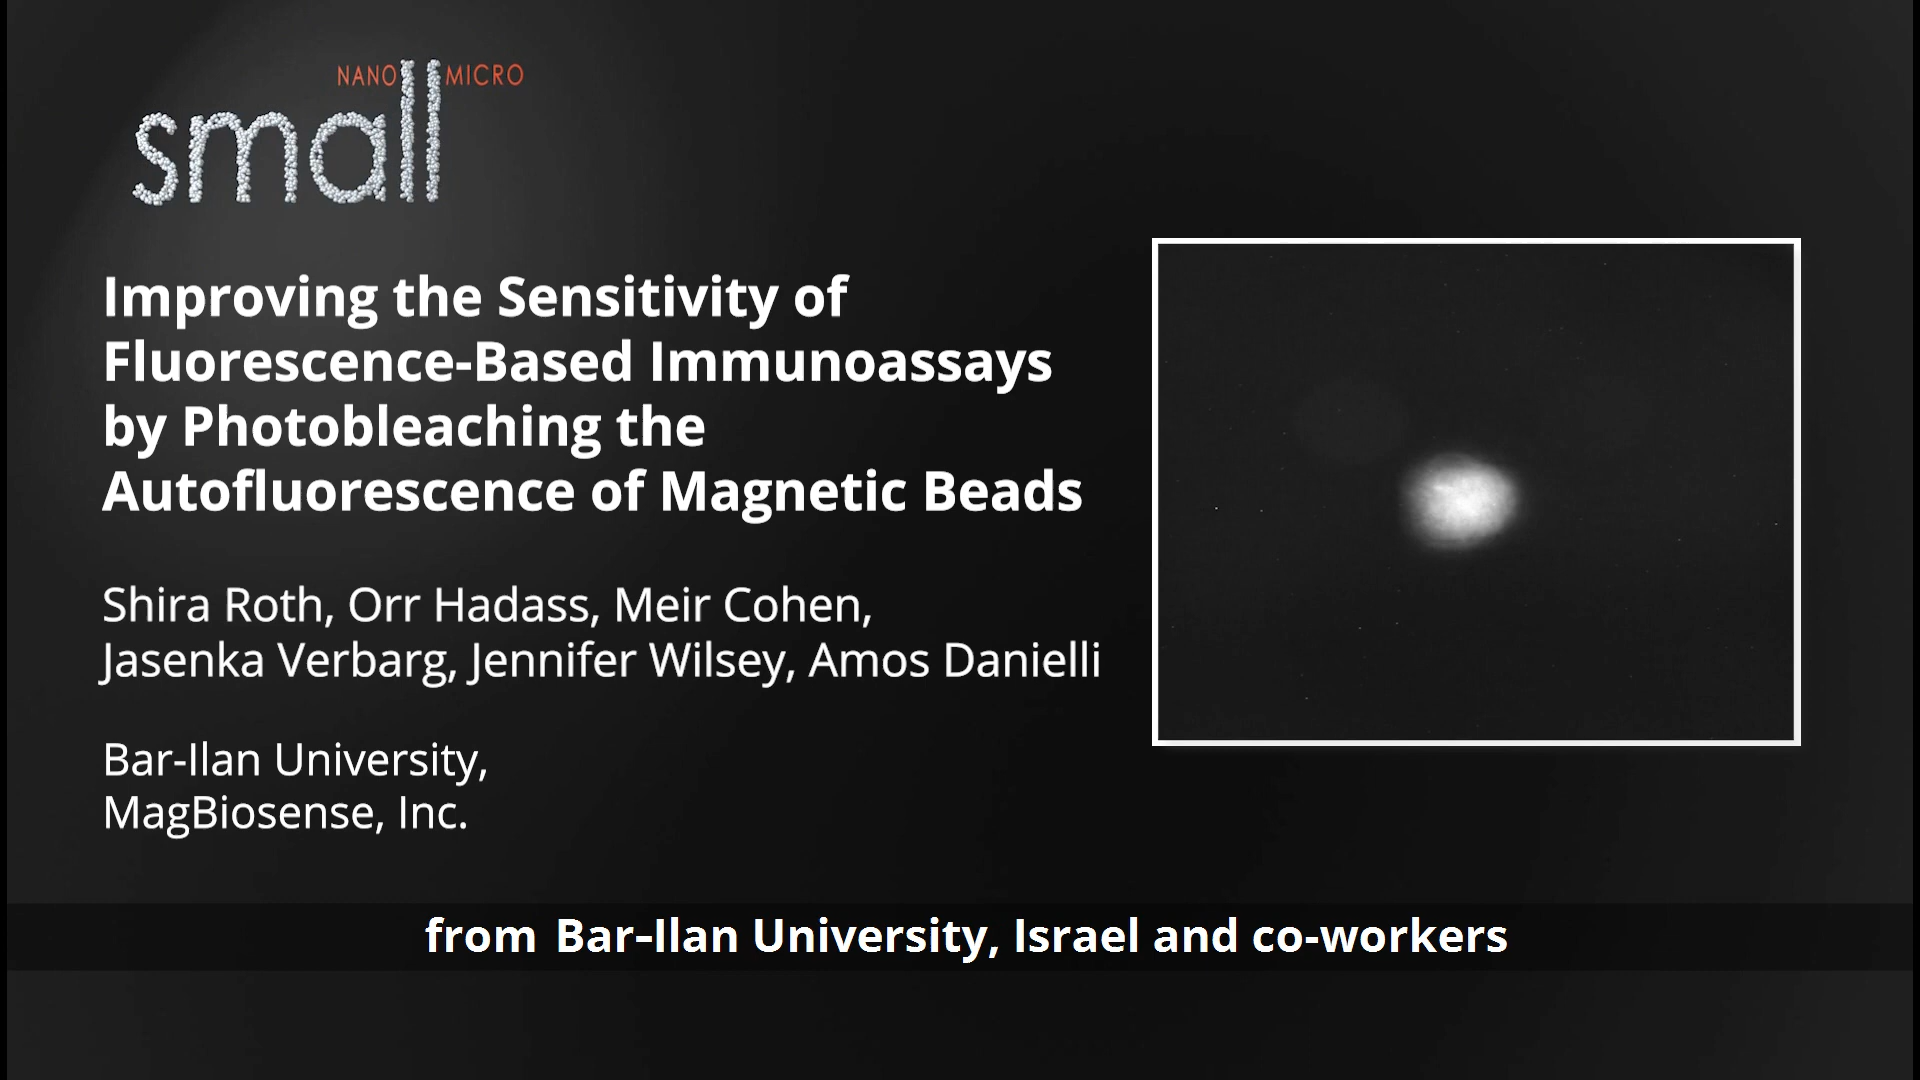 NANO MICRO
small
Improving the Sensitivity of
Fluorescence-Based Immunoassays
by Photobleaching the
Autofluorescence of Magnetic Beads
Shira Roth, Orr Hadass, Meir Cohen,
Jasenka Verbarg, Jennifer Wilsey, Amos Danielli
Bar-Ilan University,
MagBiosense, Inc.
from Bar-Ilan University, Israel and co-workers